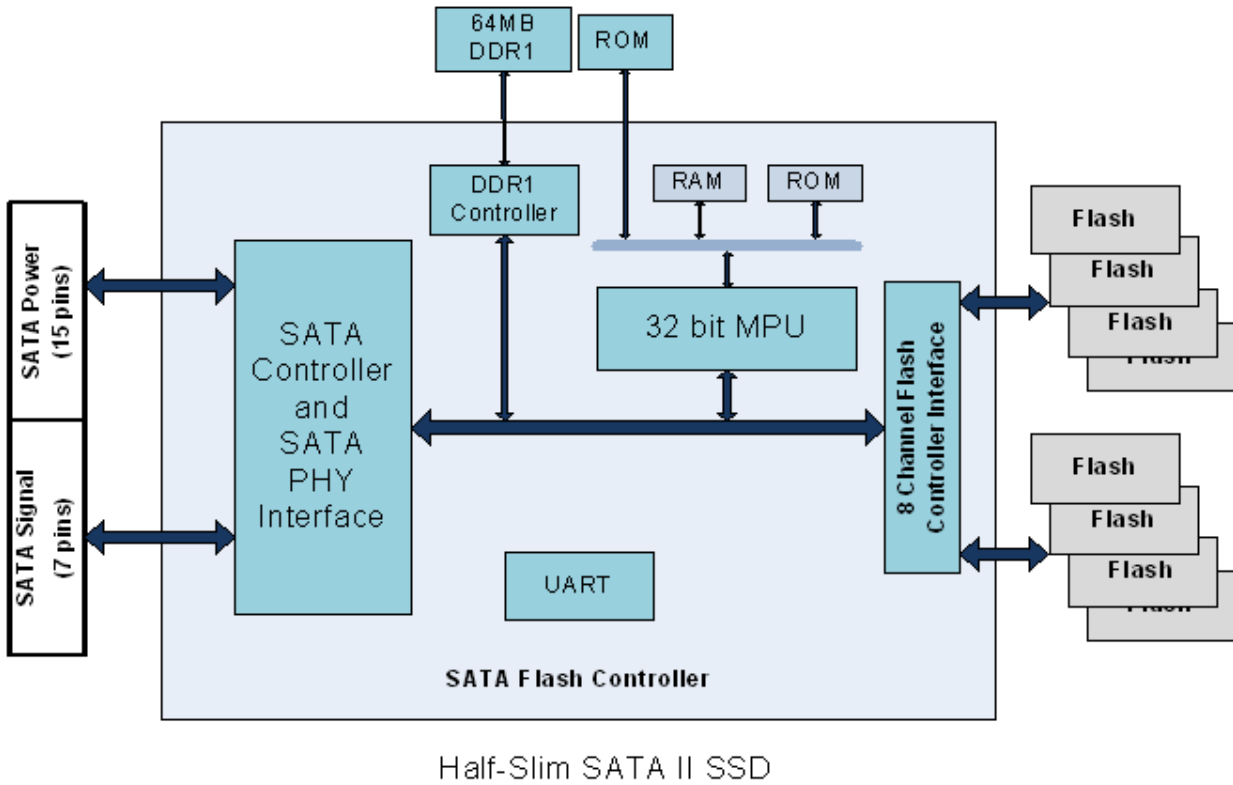 64MB
DDR1
ROM
DDR1
Controller
RAM
ROM
SATA Power
(15 pins)
SATA Signal
(7 pins)
SATA
Controller
and
SATA
PHY
Interface
32 bit MPU
8 Channel Flash
Controller Interface
UART
Flash
Flash
Flash
Flash
Flash
Flash
Flash
Flash
SATA Flash Controller
Half-Slim SATA II SSD